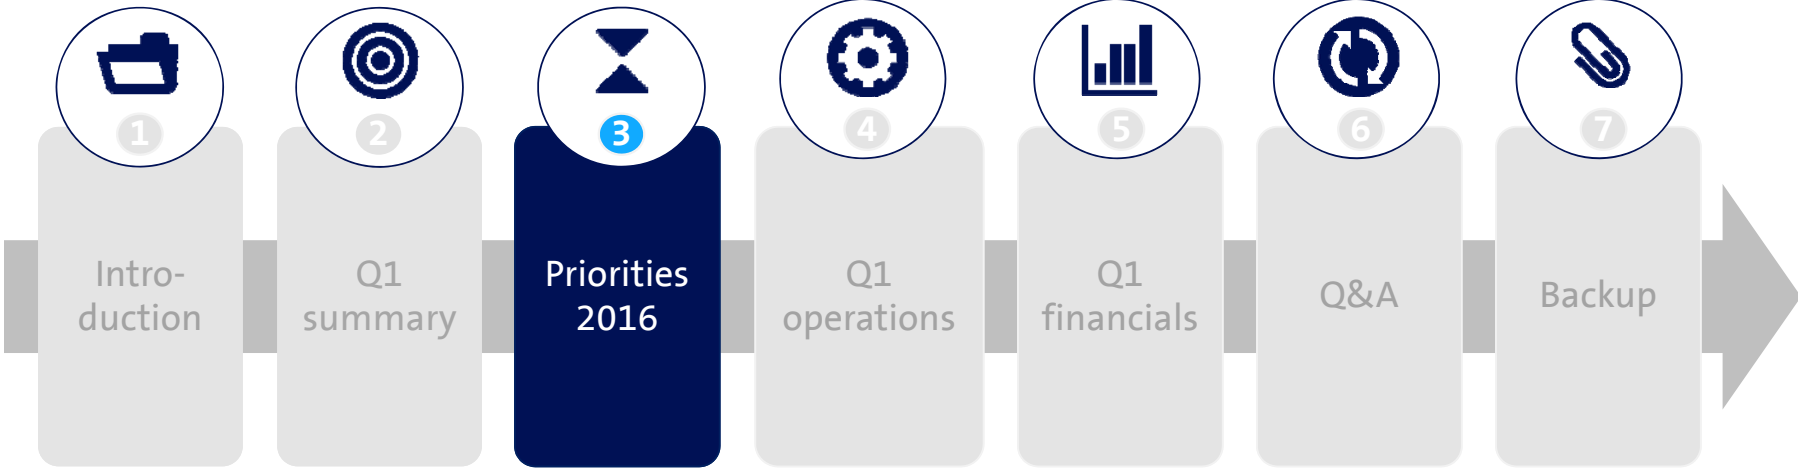 1
Intro-
duction
2
Q1
summary
3
Priorities
2016
4
Q1
operations
5
Q1
financials
6
Q&A
7
Backup